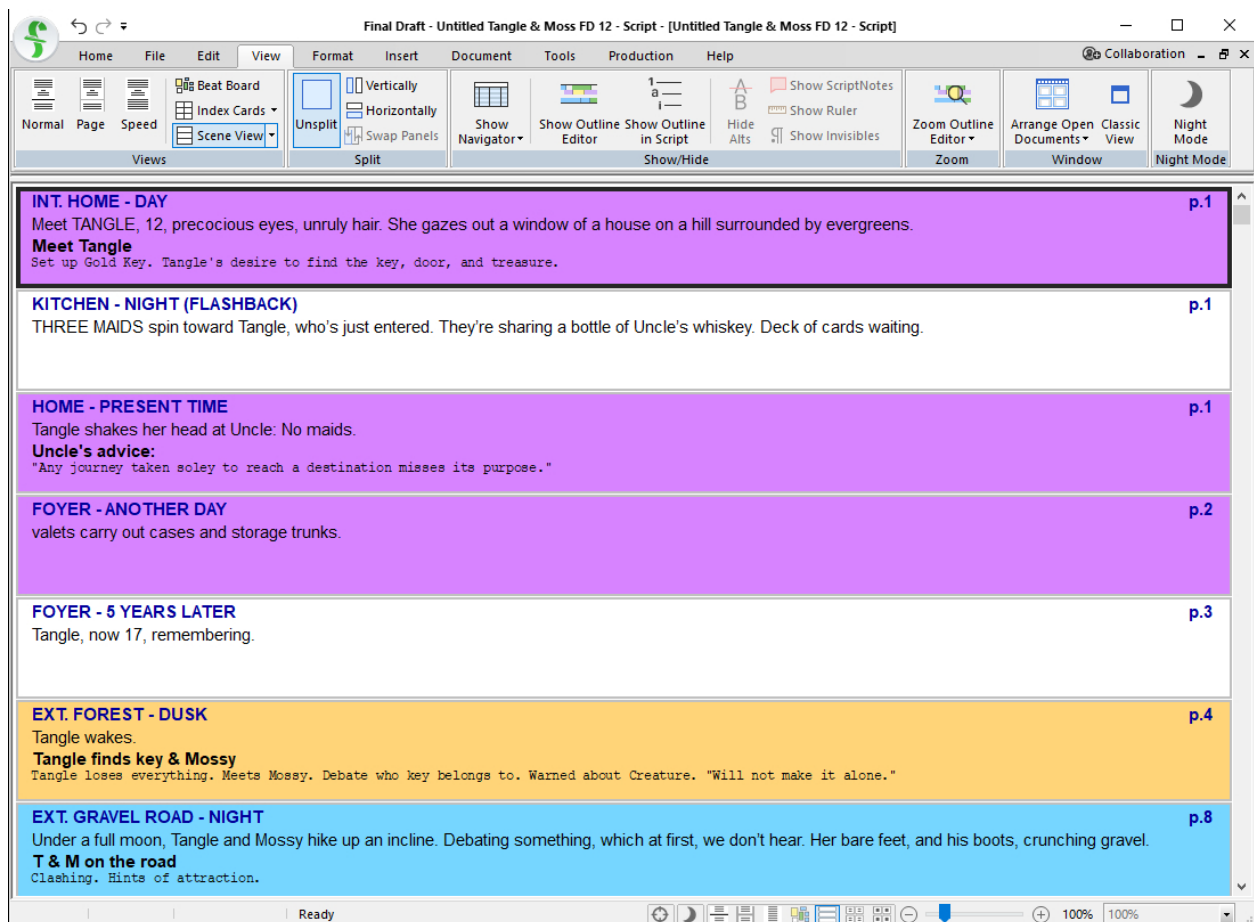 Final Draft - Untitled Tangle & Moss FD 12 - Script - [Untitled Tangle & Moss FD 12 - Script]
Home File Edit View Format Insert Document Tools Production Help Collaboration
Normal Page Speed
Beat Board
Index Cards
Scene View
Views
Unsplit
Vertically
Horizontally
Swap Panels
Split
Show Navigator
Show Outline Editor
Show Outline in Script
Hide Alts
Show ScriptNotes
Show Ruler
Show Invisibles
Show/Hide
Zoom Outline Editor
Zoom
Arrange Open Documents
Classic View
Window
Night Mode
Night Mode
INT. HOME - DAY p.1
Meet TANGLE, 12, precocious eyes, unruly hair. She gazes out a window of a house on a hill surrounded by evergreens.
Meet Tangle
Set up Gold Key. Tangle's desire to find the key, door, and treasure.
KITCHEN - NIGHT (FLASHBACK) p.1
THREE MAIDS spin toward Tangle, who's just entered. They're sharing a bottle of Uncle's whiskey. Deck of cards waiting.
HOME - PRESENT TIME p.1
Tangle shakes her head at Uncle: No maids.
Uncle's advice:
"Any journey taken soley to reach a destination misses its purpose."
FOYER - ANOTHER DAY p.2
valets carry out cases and storage trunks.
FOYER - 5 YEARS LATER p.3
Tangle, now 17, remembering.
EXT. FOREST - DUSK p.4
Tangle wakes.
Tangle finds key & Mossy
Tangle loses everything. Meets Mossy. Debate who key belongs to. Warned about Creature. "Will not make it alone."
EXT. GRAVEL ROAD - NIGHT p.8
Under a full moon, Tangle and Mossy hike up an incline. Debating something, which at first, we don't hear. Her bare feet, and his boots, crunching gravel.
T & M on the road
Clashing. Hints of attraction.
Ready 100% 100%